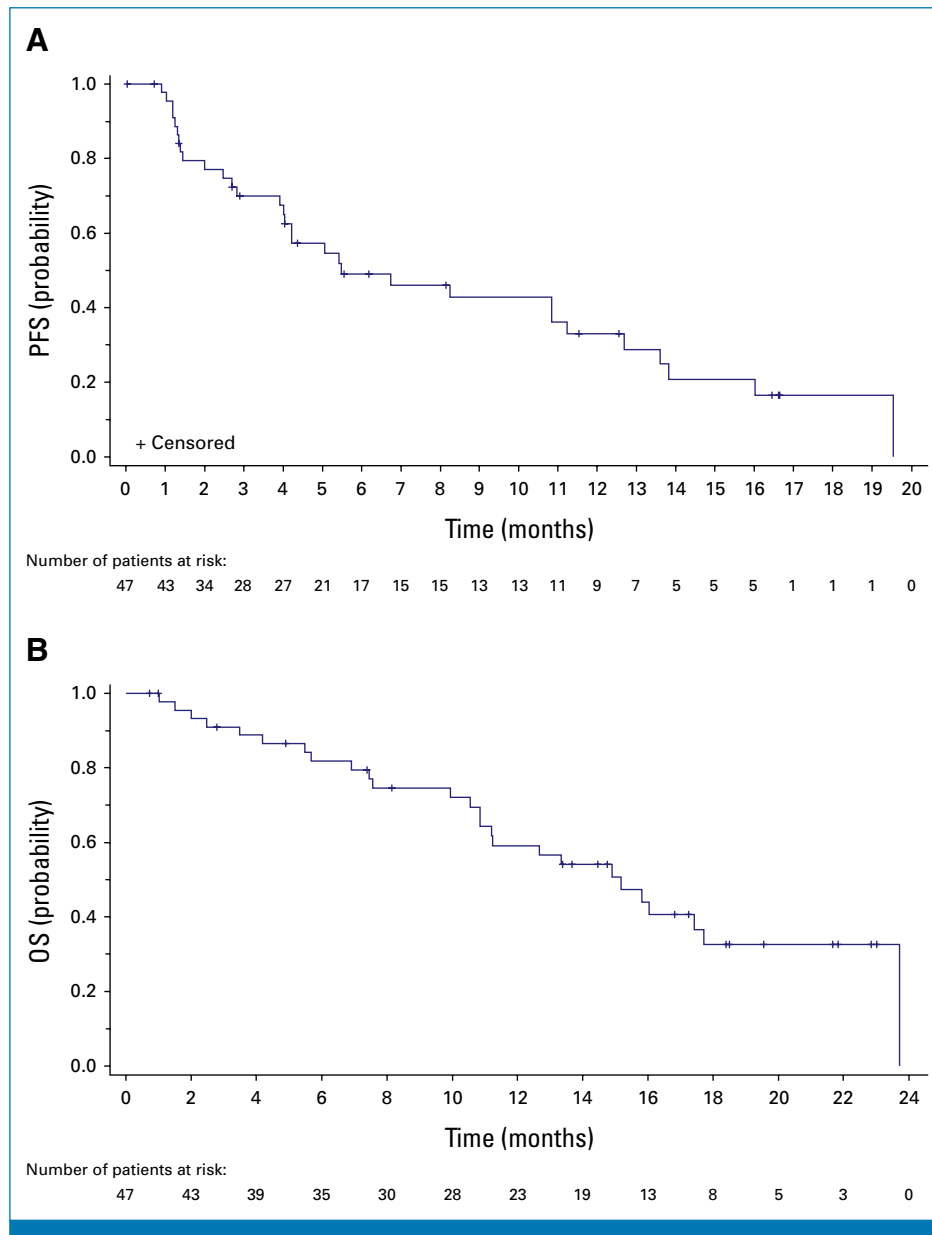 A
PFS (probability)
1.0
0.8
0.6
0.4
0.2
0.0
+ Censored
0 1 2 3 4 5 6 7 8 9 10 11 12 13 14 15 16 17 18 19 20
Time (months)
Number of patients at risk:
47 43 34 28 27 21 17 15 15 13 13 11 9 7 5 5 5 1 1 1 0
B
OS (probability)
1.0
0.8
0.6
0.4
0.2
0.0
0 2 4 6 8 10 12 14 16 18 20 22 24
Time (months)
Number of patients at risk:
47 43 39 35 30 28 23 19 13 8 5 3 0